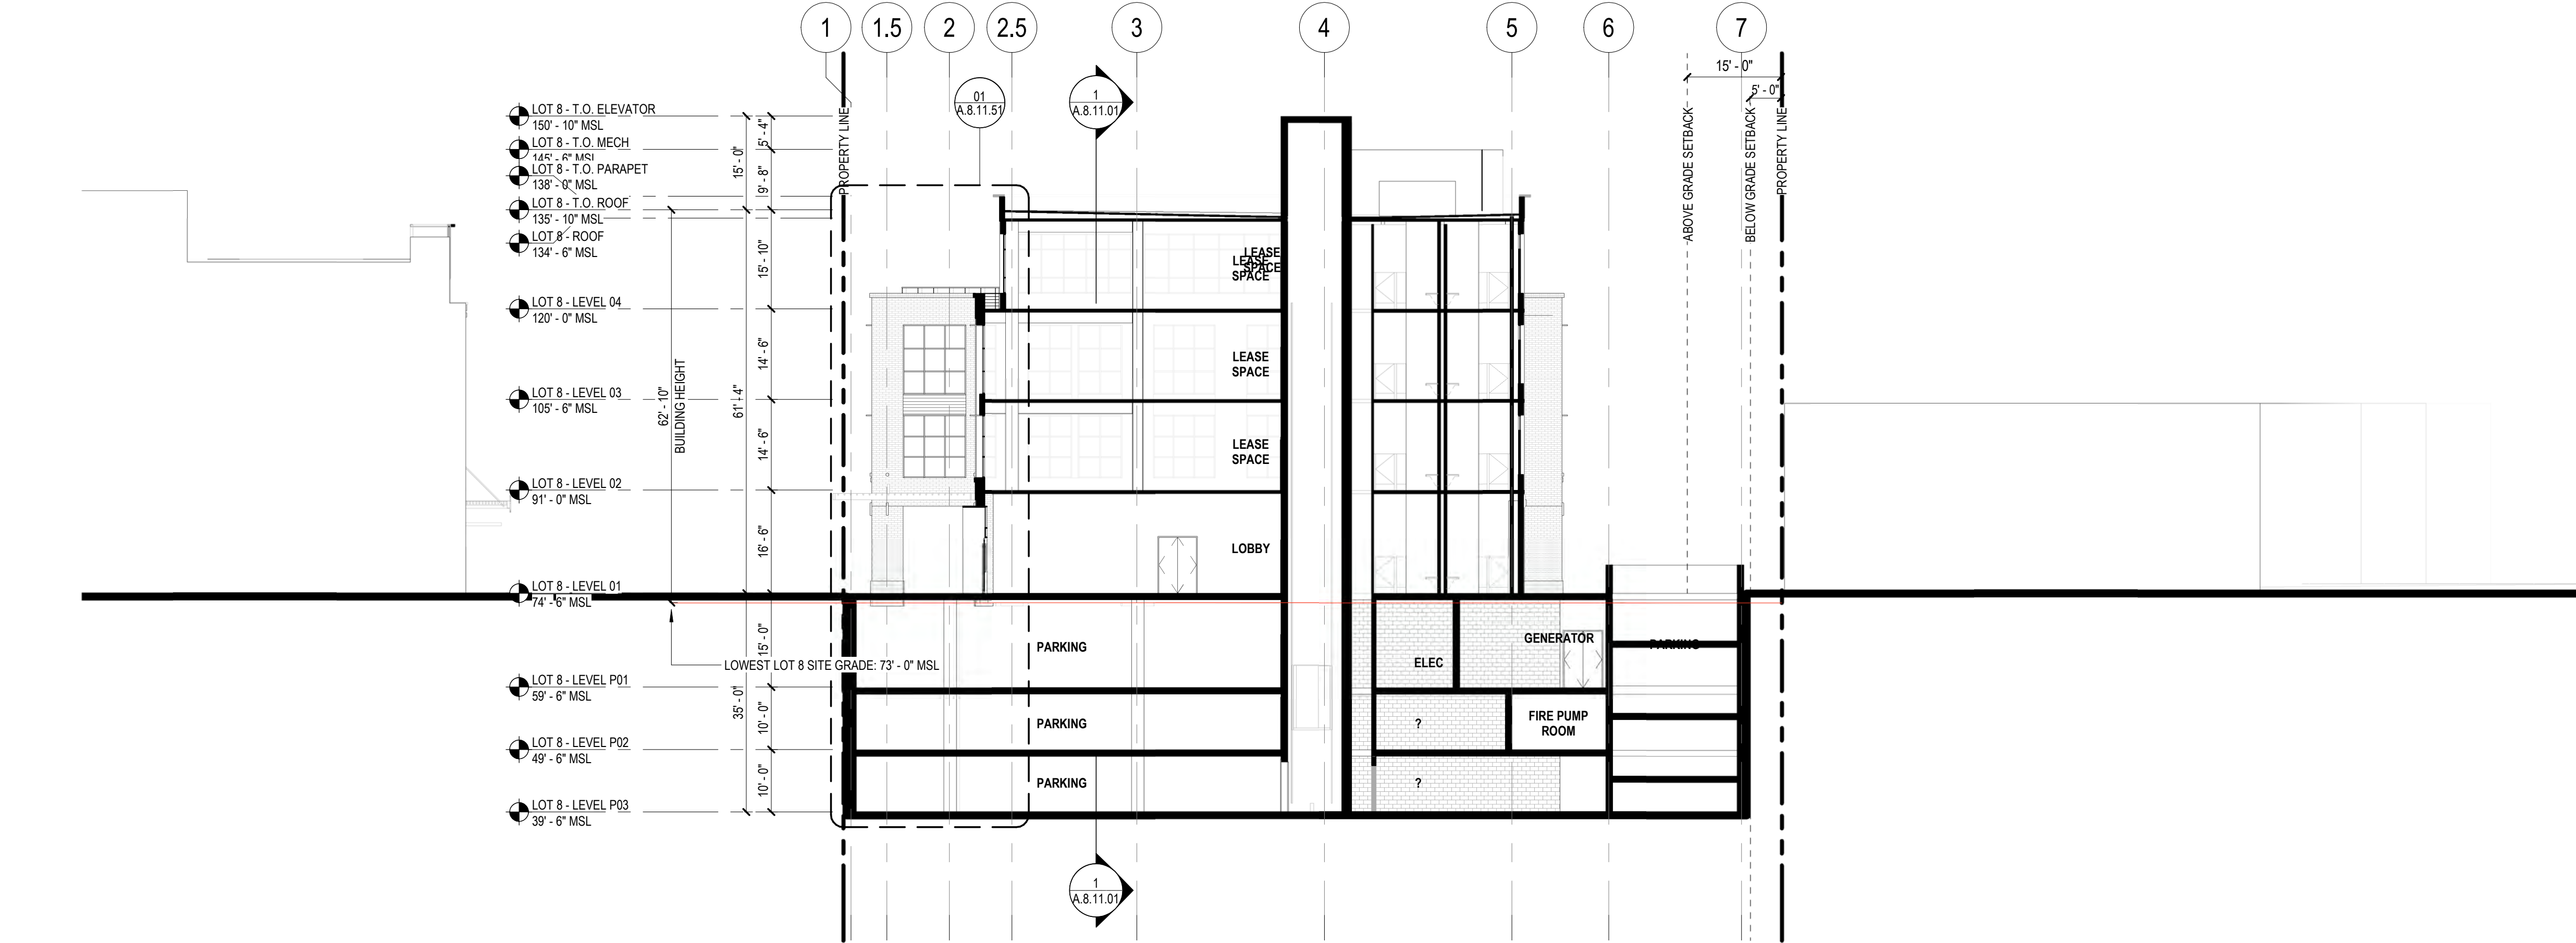 1
1.5
2
2.5
3
4
5
6
7
15' - 0"
5' - 0"
01
A.8.11.51
1
A.8.11.01
PROPERTY LINE
ABOVE GRADE SETBACK
BELOW GRADE SETBACK
PROPERTY LINE
LOT 8 - T.O. ELEVATOR
150' - 10" MSL
LOT 8 - T.O. MECH
145' - 6" MSL
LOT 8 - T.O. PARAPET
138' - 0" MSL
LOT 8 - T.O. ROOF
135' - 10" MSL
LOT 8 - ROOF
134' - 6" MSL
LOT 8 - LEVEL 04
120' - 0" MSL
LOT 8 - LEVEL 03
105' - 6" MSL
LOT 8 - LEVEL 02
91' - 0" MSL
LOT 8 - LEVEL 01
74' - 6" MSL
LOT 8 - LEVEL P01
59' - 6" MSL
LOT 8 - LEVEL P02
49' - 6" MSL
LOT 8 - LEVEL P03
39' - 6" MSL
62' - 10"
BUILDING HEIGHT
15' - 0"
61' - 4"
35' - 0"
5' - 4"
9' - 8"
15' - 10"
14' - 6"
14' - 6"
16' - 6"
15' - 0"
10' - 0"
10' - 0"
LOWEST LOT 8 SITE GRADE: 73' - 0" MSL
LEASE
SPACE
LEASE
SPACE
LEASE
SPACE
LEASE
SPACE
LOBBY
PARKING
PARKING
PARKING
ELEC
GENERATOR
PARKING
?
FIRE PUMP
ROOM
?
1
A.8.11.01